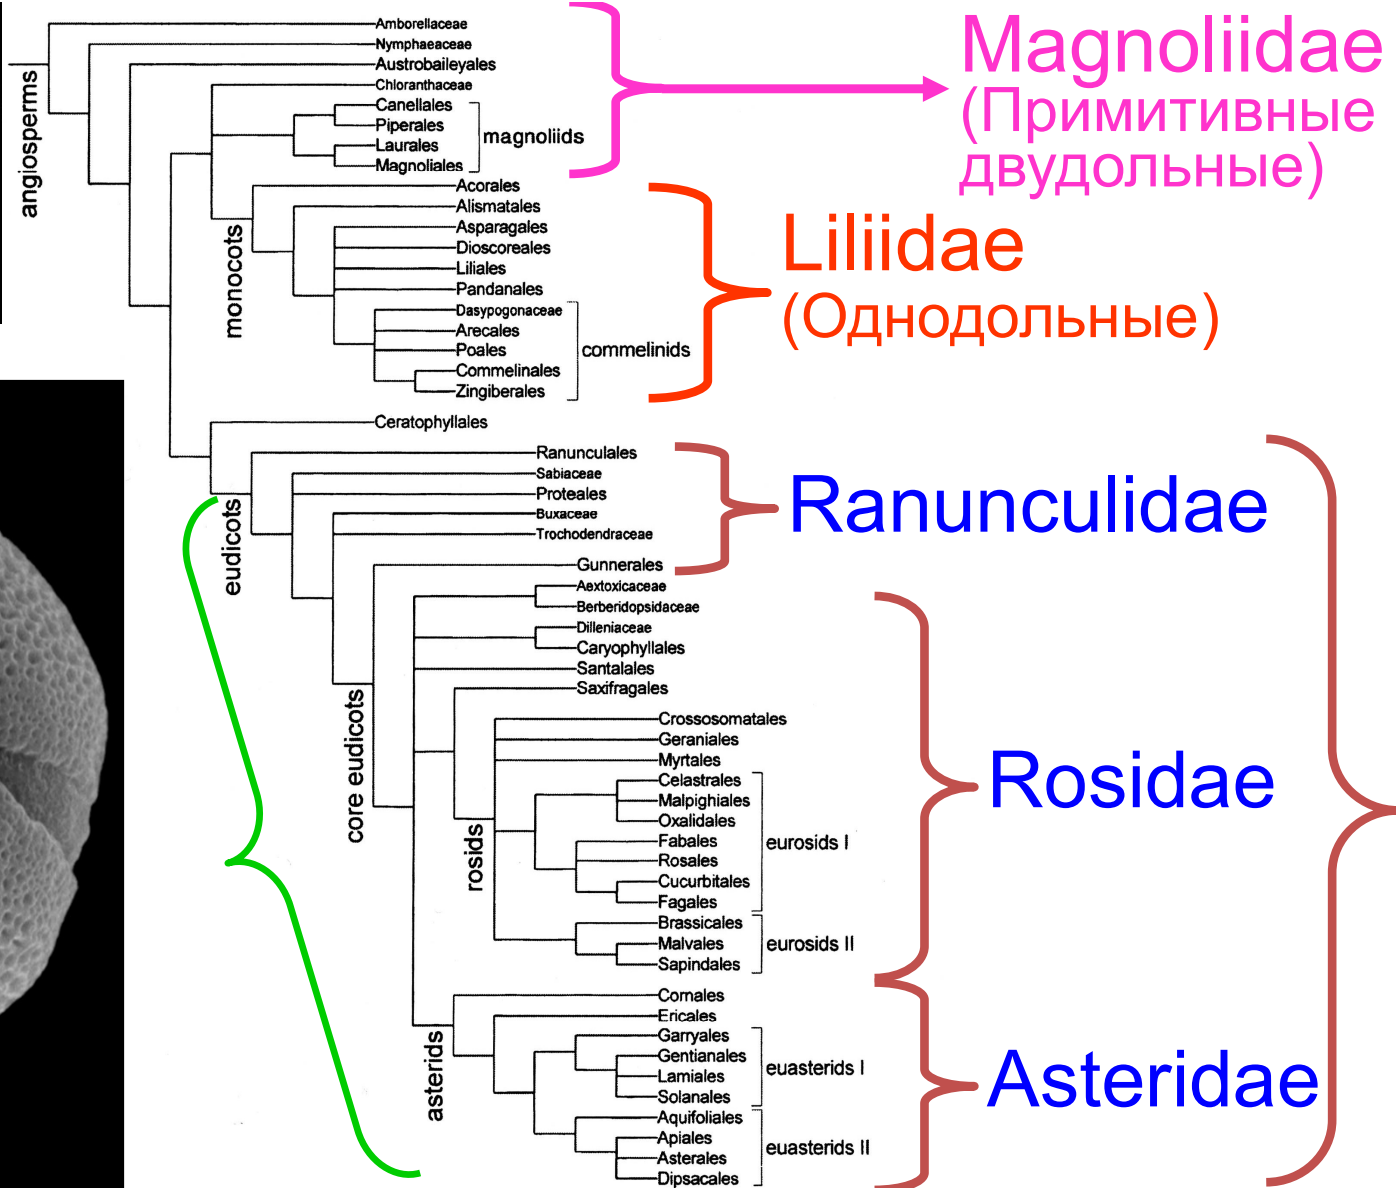 Amborellaceae
Nymphaeaceae
Austrobaileyales
Chloranthaceae
Canellales
Piperales
Laurales
Magnoliales
magnoliids
angiosperms
Magnoliidae
(Примитивные
двудольные)
Acorales
Alismatales
Asparagales
Dioscoreales
Liliales
Pandanales
Dasypogonaceae
Arecales
Poales
Commelinales
Zingiberales
commelinids
monocots
Liliidae
(Однодольные)
Ceratophyllales
Ranunculales
Sabiaceae
Proteales
Buxaceae
Trochodendraceae
Gunnerales
eudicots
Ranunculidae
Aextoxicaceae
Berberidopsidaceae
Dilleniaceae
Caryophyllales
Santalales
Saxifragales
core eudicots
Crossosomatales
Geraniales
Myrtales
Celastrales
Malpighiales
Oxalidales
Fabales
Rosales
Cucurbitales
Fagales
eurosids I
Brassicales
Malvales
Sapindales
eurosids II
rosids
Rosidae
Cornales
Ericales
Garryales
Gentianales
Lamiales
Solanales
euasterids I
Aquifoliales
Apiales
Asterales
Dipsacales
euasterids II
asterids
Asteridae